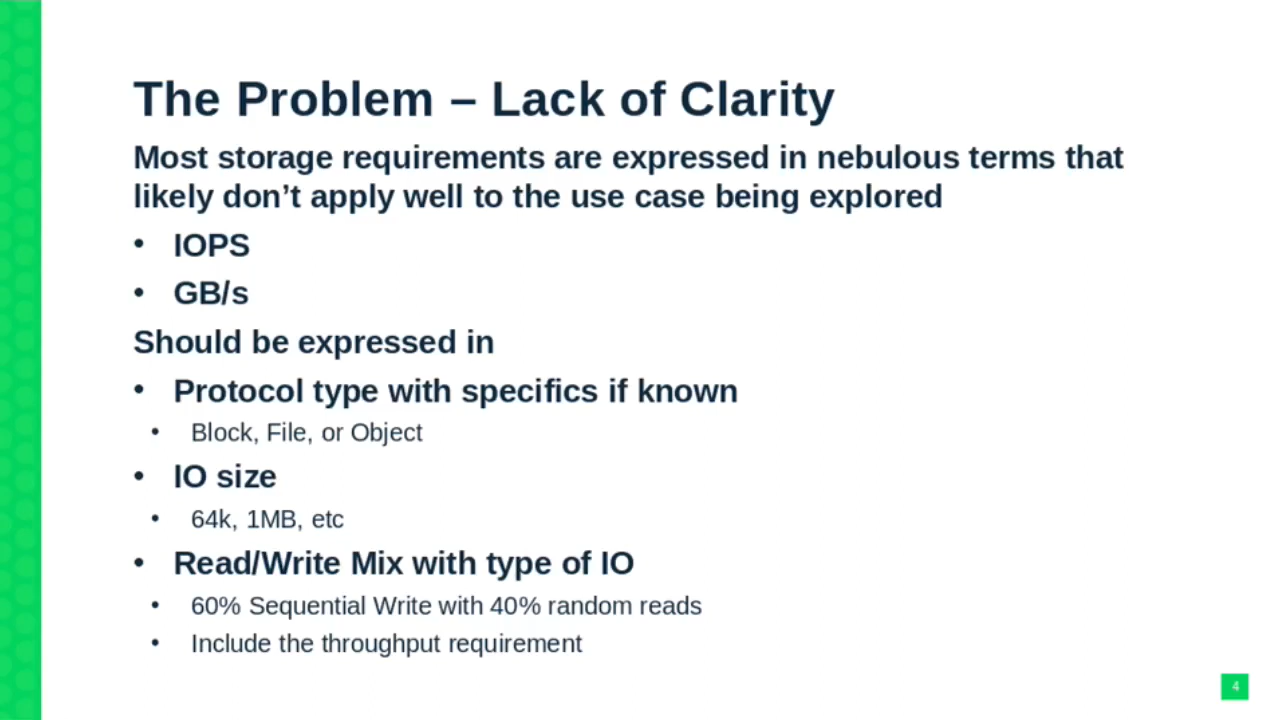 The Problem – Lack of Clarity
Most storage requirements are expressed in nebulous terms that
likely don’t apply well to the use case being explored
• IOPS
• GB/s
Should be expressed in
• Protocol type with specifics if known
• Block, File, or Object
• IO size
• 64k, 1MB, etc
• Read/Write Mix with type of IO
• 60% Sequential Write with 40% random reads
• Include the throughput requirement
4